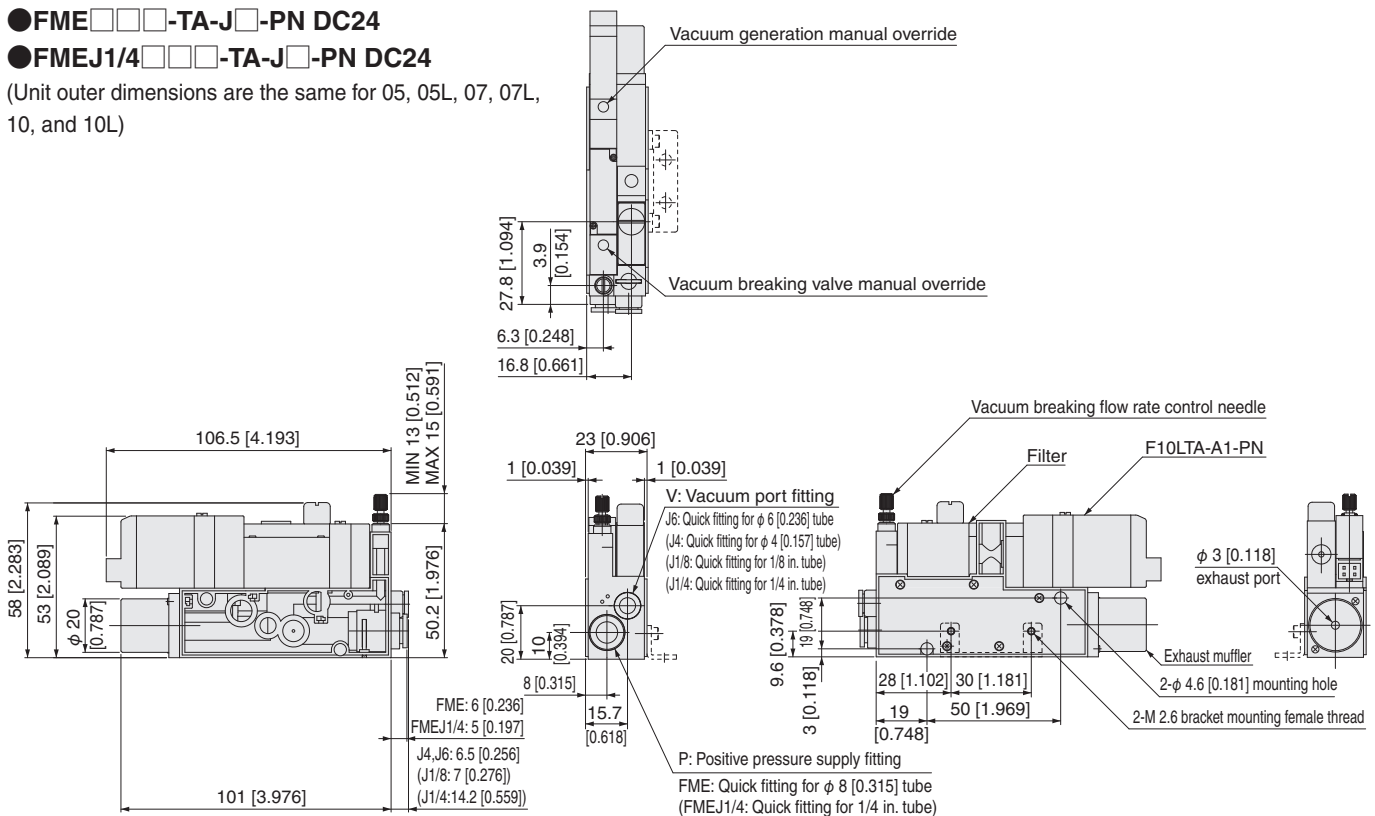 ●FME□□□-TA-J□-PN DC24
●FMEJ1/4□□□-TA-J□-PN DC24
(Unit outer dimensions are the same for 05, 05L, 07, 07L,
10, and 10L)
Vacuum generation manual override
27.8 [1.094]
3.9
[0.154]
Vacuum breaking valve manual override
6.3 [0.248]
16.8 [0.661]
106.5 [4.193]
MIN 13 [0.512]
MAX 15 [0.591]
58 [2.283]
53 [2.089]
φ 20
[0.787]
50.2 [1.976]
FME: 6 [0.236]
FMEJ1/4: 5 [0.197]
J4,J6: 6.5 [0.256]
(J1/8: 7 [0.276])
(J1/4:14.2 [0.559])
101 [3.976]
23 [0.906]
1 [0.039]
1 [0.039]
V: Vacuum port fitting
J6: Quick fitting for φ 6 [0.236] tube
(J4: Quick fitting for φ 4 [0.157] tube)
(J1/8: Quick fitting for 1/8 in. tube)
(J1/4: Quick fitting for 1/4 in. tube)
20 [0.787]
10
[0.394]
8 [0.315]
15.7
[0.618]
P: Positive pressure supply fitting
FME: Quick fitting for φ 8 [0.315] tube
(FMEJ1/4: Quick fitting for 1/4 in. tube)
Vacuum breaking flow rate control needle
Filter
F10LTA-A1-PN
9.6 [0.378]
19 [0.748]
3 [0.118]
28 [1.102]
30 [1.181]
19
[0.748]
50 [1.969]
Exhaust muffler
2-φ 4.6 [0.181] mounting hole
2-M 2.6 bracket mounting female thread
φ 3 [0.118]
exhaust port